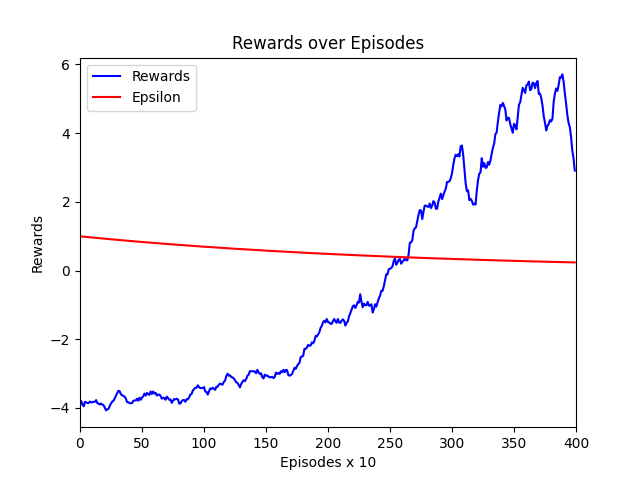 Rewards over Episodes
Rewards
Epsilon
6
4
2
0
−2
−4
Rewards
0 50 100 150 200 250 300 350 400
Episodes x 10